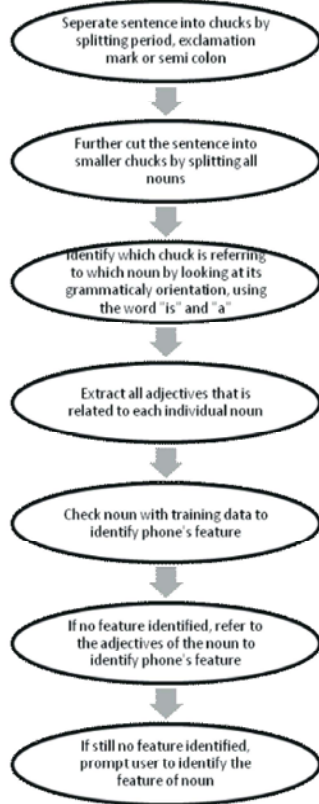 Seperate sentence into chucks by
splitting period, exclamation
mark or semi colon
Further cut the sentence into
smaller chucks by splitting all
nouns
Identify which chuck is referring
to which noun by looking at its
grammaticaly orientation, using
the word "is" and "a"
Extract all adjectives that is
related to each individual noun
Check noun with training data to
identify phone's feature
If no feature identified, refer to
the adjectives of the noun to
identify phone's feature
If still no feature identified,
prompt user to identify the
feature of noun